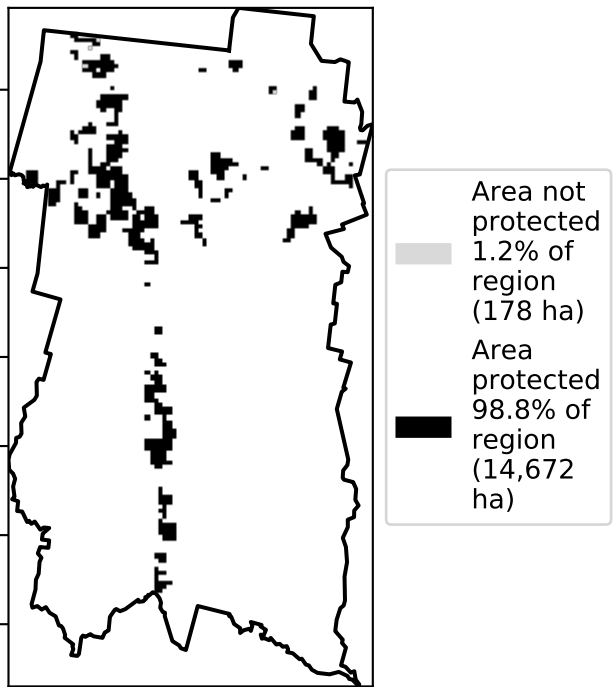 Area not
protected
1.2% of
region
(178 ha)
Area
protected
98.8% of
region
(14,672
ha)